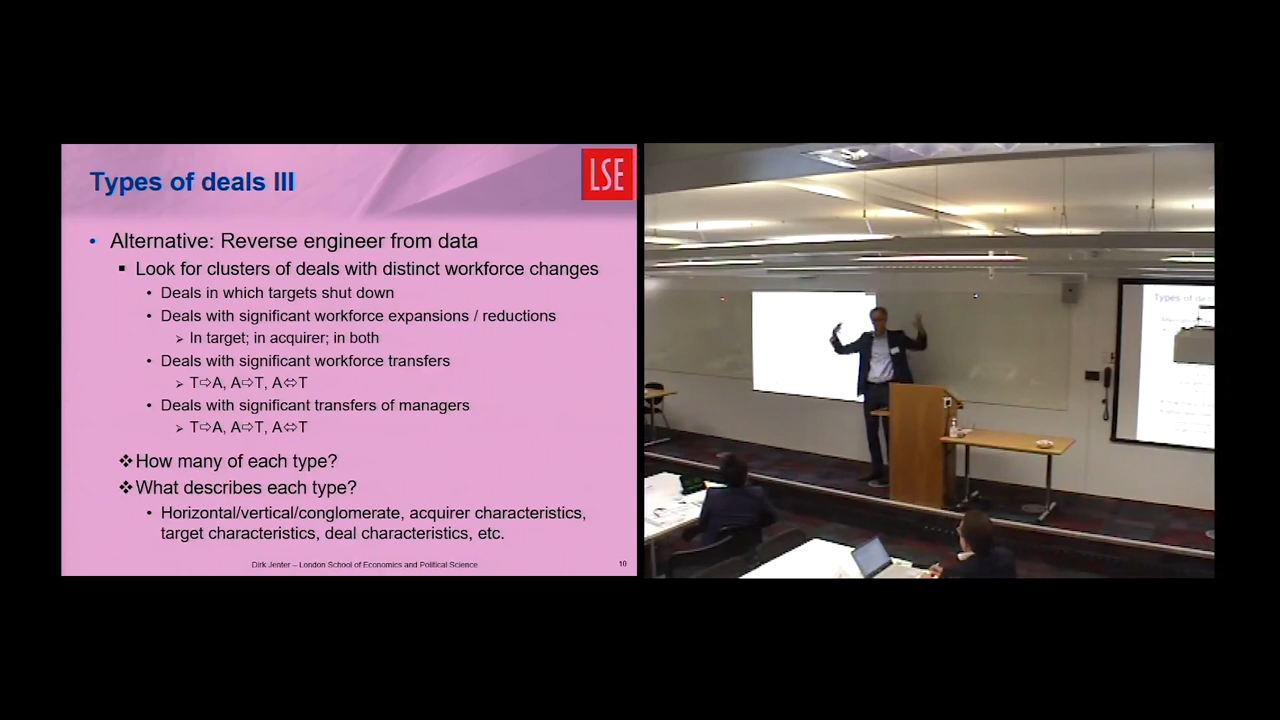 Types of deals III
LSE
• Alternative: Reverse engineer from data
▪ Look for clusters of deals with distinct workforce changes
• Deals in which targets shut down
• Deals with significant workforce expansions / reductions
➢ In target; in acquirer; in both
• Deals with significant workforce transfers
➢ T⇨A, A⇨T, A⬄T
• Deals with significant transfers of managers
➢ T⇨A, A⇨T, A⬄T
❖How many of each type?
❖What describes each type?
• Horizontal/vertical/conglomerate, acquirer characteristics,
target characteristics, deal characteristics, etc.
Dirk Jenter – London School of Economics and Political Science
10
Types of